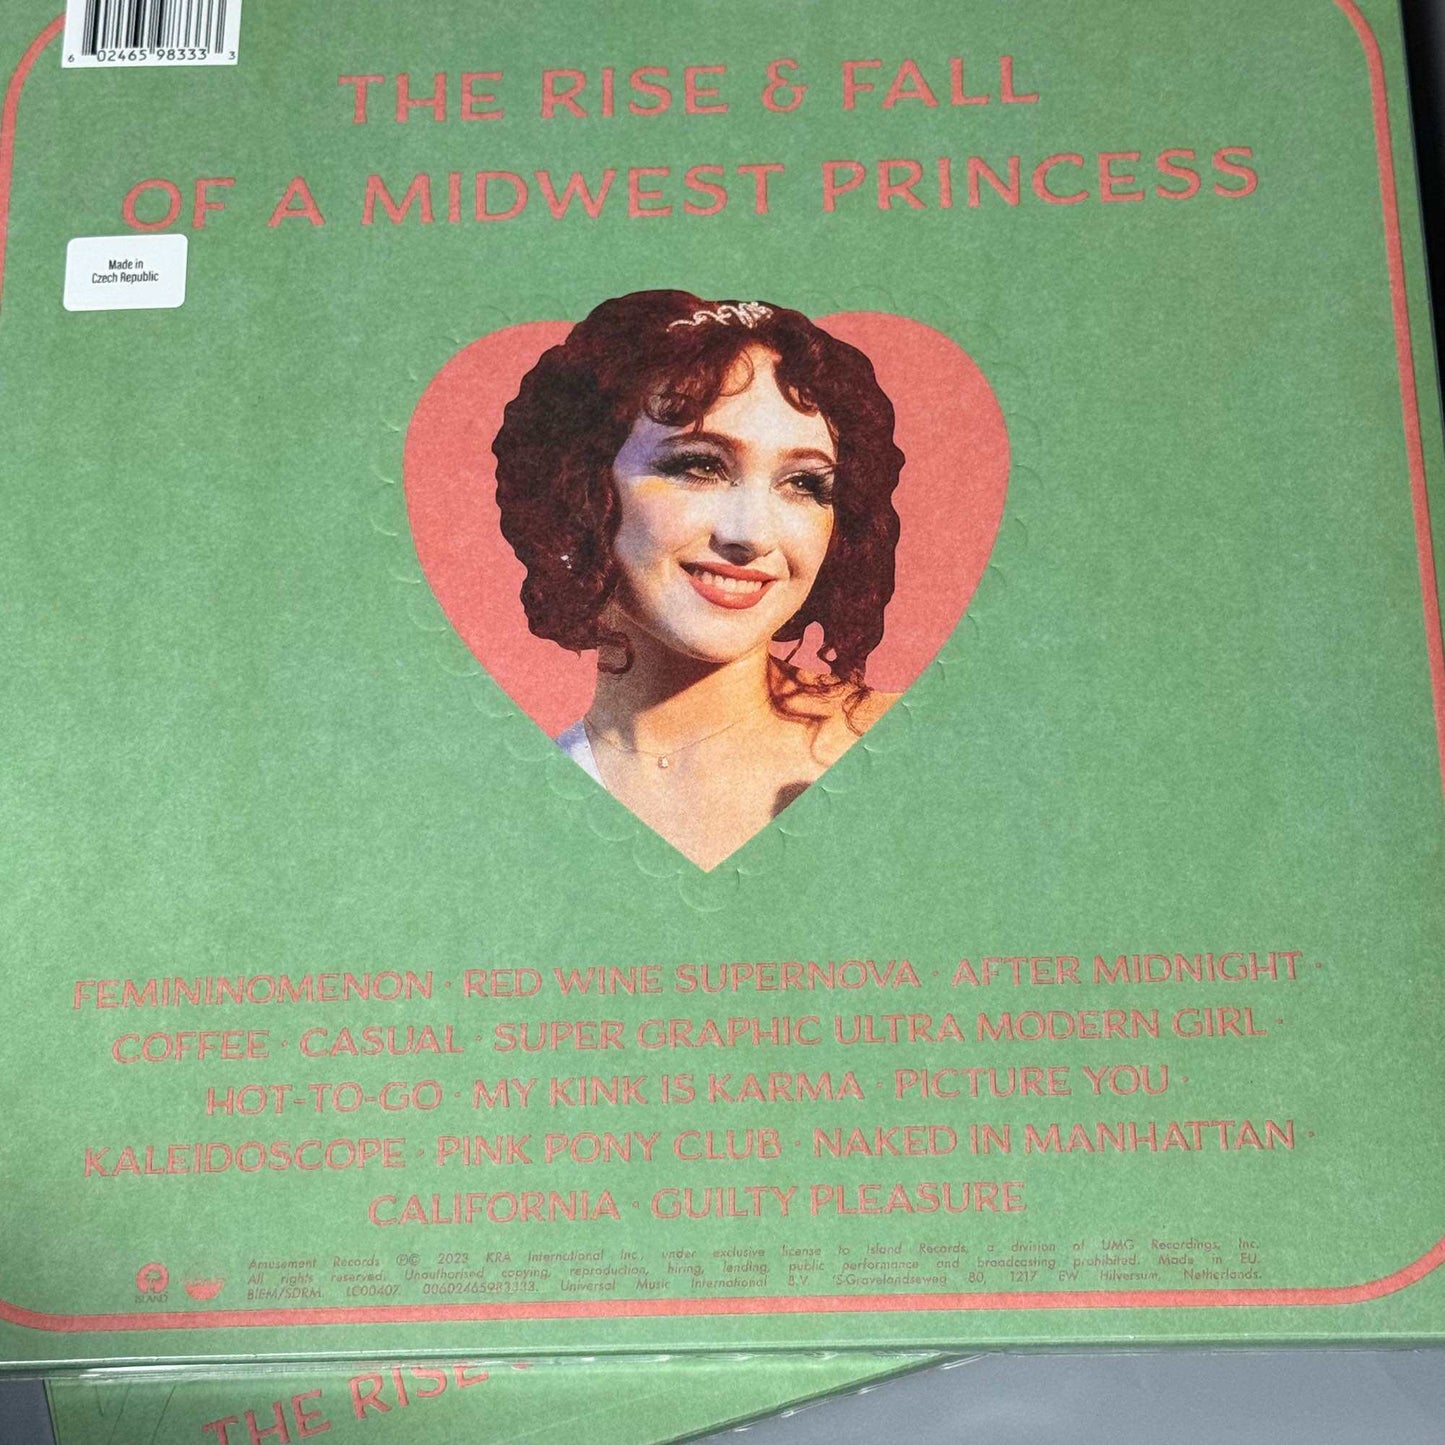 6 02465 98333 3
THE RISE & FALL
OF A MIDWEST PRINCESS
Made in
Czech Republic
FEMININOMENON · RED WINE SUPERNOVA · AFTER MIDNIGHT ·
COFFEE · CASUAL · SUPER GRAPHIC ULTRA MODERN GIRL ·
HOT-TO-GO · MY KINK IS KARMA · PICTURE YOU ·
KALEIDOSCOPE · PINK PONY CLUB · NAKED IN MANHATTAN ·
CALIFORNIA · GUILTY PLEASURE
Amusement Records ℗© 2023 KRA International Inc., under exclusive license to Island Records, a division of UMG Recordings, Inc.
All rights reserved. Unauthorised copying, reproduction, hiring, lending, public performance and broadcasting prohibited. Made in EU.
BIEM/SDRM. LC00407. 00602465983333. Universal Music International B.V. 'S-Gravelandseweg 80, 1217 EW Hilversum, Netherlands.
ISLAND
THE RISE